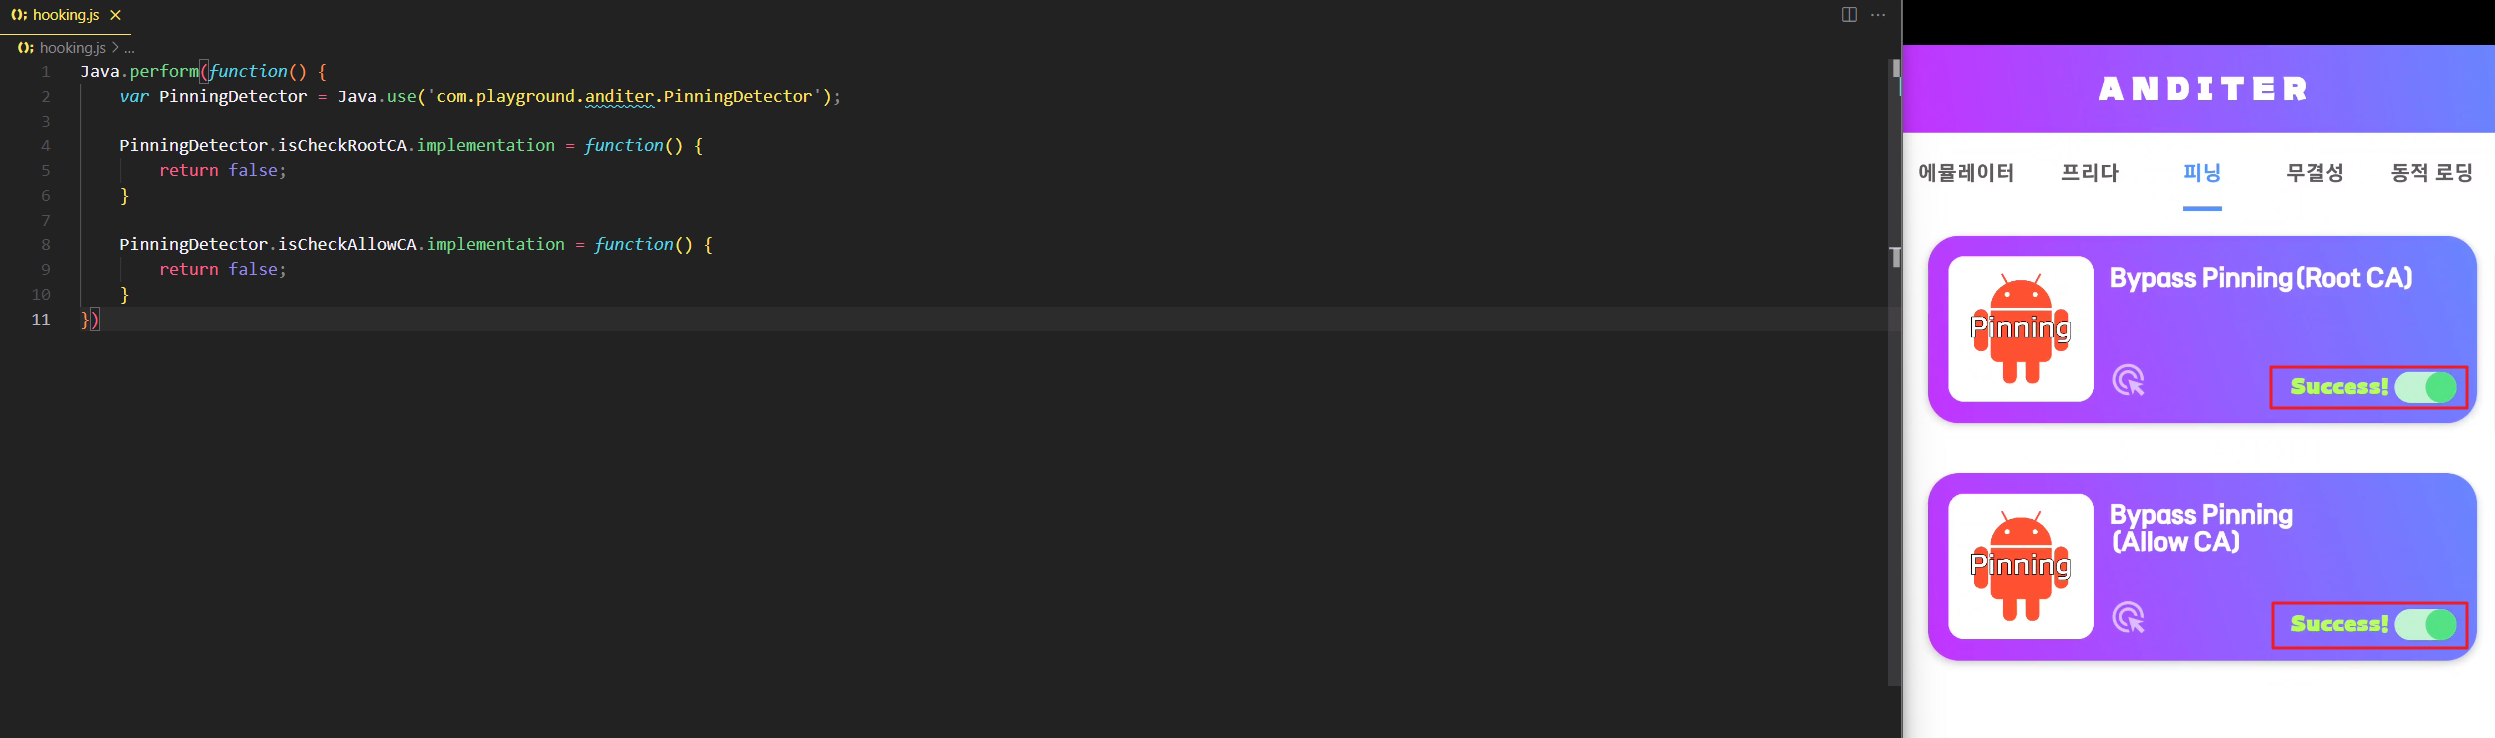 hooking.js
hooking.js > ...
1 Java.perform(function() {
2 var PinningDetector = Java.use('com.playground.anditer.PinningDetector');
3
4 PinningDetector.isCheckRootCA.implementation = function() {
5 return false;
6 }
7
8 PinningDetector.isCheckAllowCA.implementation = function() {
9 return false;
10 }
11 })
ANDITER
에뮬레이터 프리다 피닝 무결성 동적 로딩
Bypass Pinning(Root CA)
Pinning
Success!
Bypass Pinning
(Allow CA)
Pinning
Success!